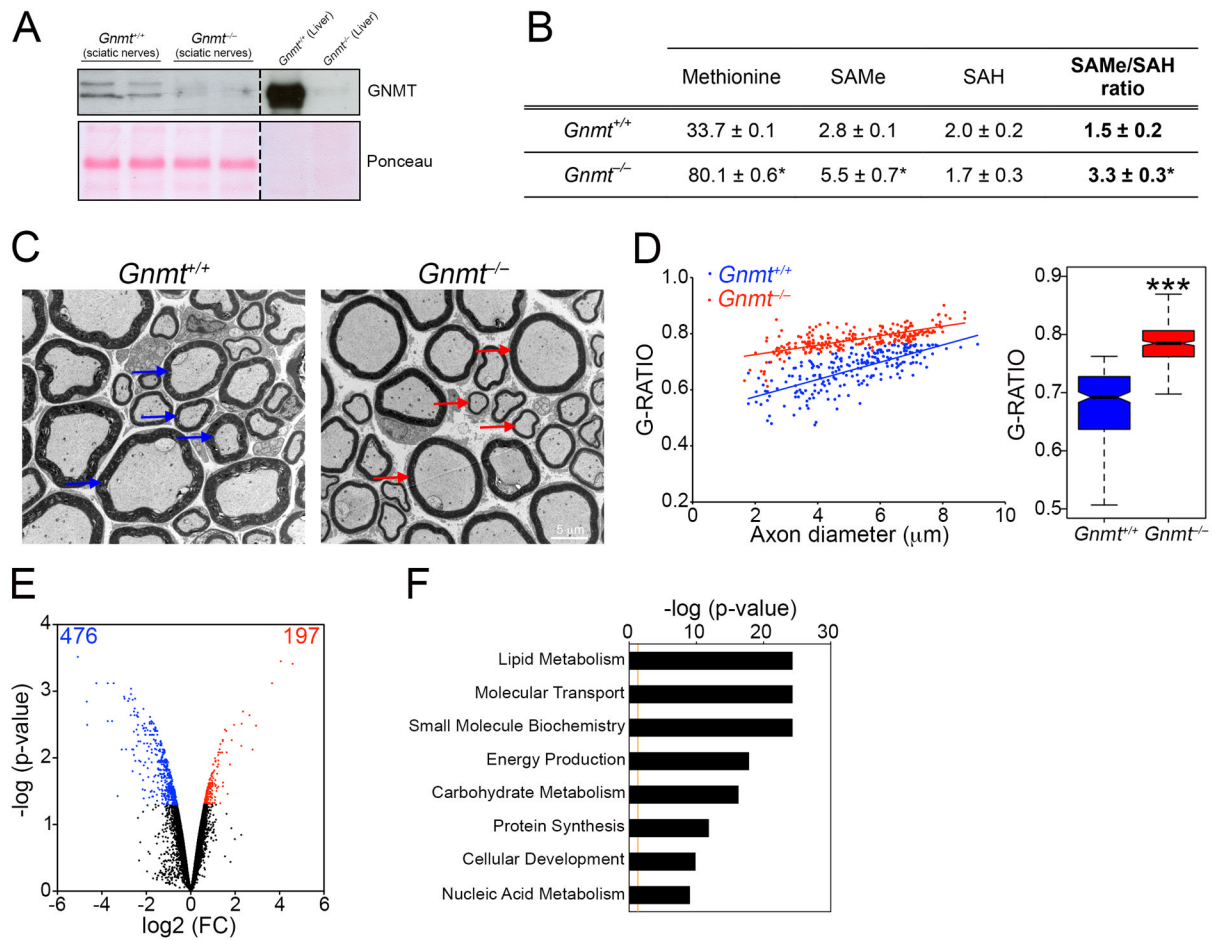 A
Gnmt+/+
(sciatic nerves)
Gnmt−/−
(sciatic nerves)
Gnmt+/+ (Liver)
Gnmt−/− (Liver)
GNMT
Ponceau
B
Methionine SAMe SAH SAMe/SAH ratio
Gnmt+/+ 33.7 ± 0.1 2.8 ± 0.1 2.0 ± 0.2 1.5 ± 0.2
Gnmt−/− 80.1 ± 0.6* 5.5 ± 0.7* 1.7 ± 0.3 3.3 ± 0.3*
C
Gnmt+/+
Gnmt−/−
5 µm
D
Gnmt+/+
Gnmt−/−
1.0
0.8
0.6
0.4
0.2
G-RATIO
0 2 4 6 8 10
Axon diameter (µm)
***
0.9
0.8
0.7
0.6
0.5
G-RATIO
Gnmt+/+ Gnmt−/−
E
476 197
4
3
2
1
0
-log (p-value)
-6 -4 -2 0 2 4 6
log2 (FC)
F
-log (p-value)
0 10 20 30
Lipid Metabolism
Molecular Transport
Small Molecule Biochemistry
Energy Production
Carbohydrate Metabolism
Protein Synthesis
Cellular Development
Nucleic Acid Metabolism